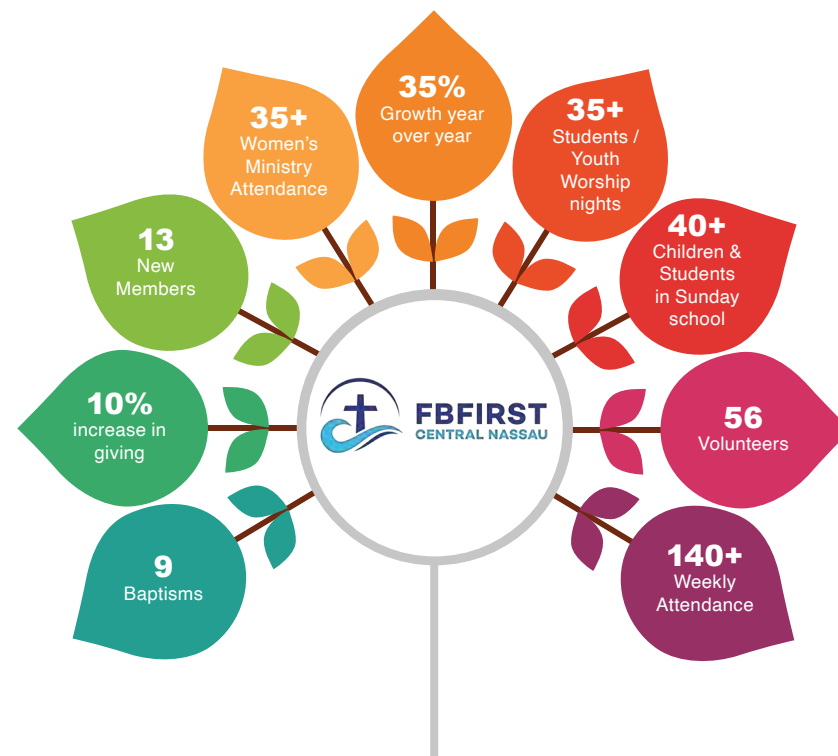 35%
Growth year
over year
35+
Women's
Ministry
Attendance
35+
Students /
Youth
Worship
nights
13
New
Members
40+
Children &
Students
in Sunday
school
10%
increase in
giving
FBFIRST
CENTRAL NASSAU
56
Volunteers
9
Baptisms
140+
Weekly
Attendance